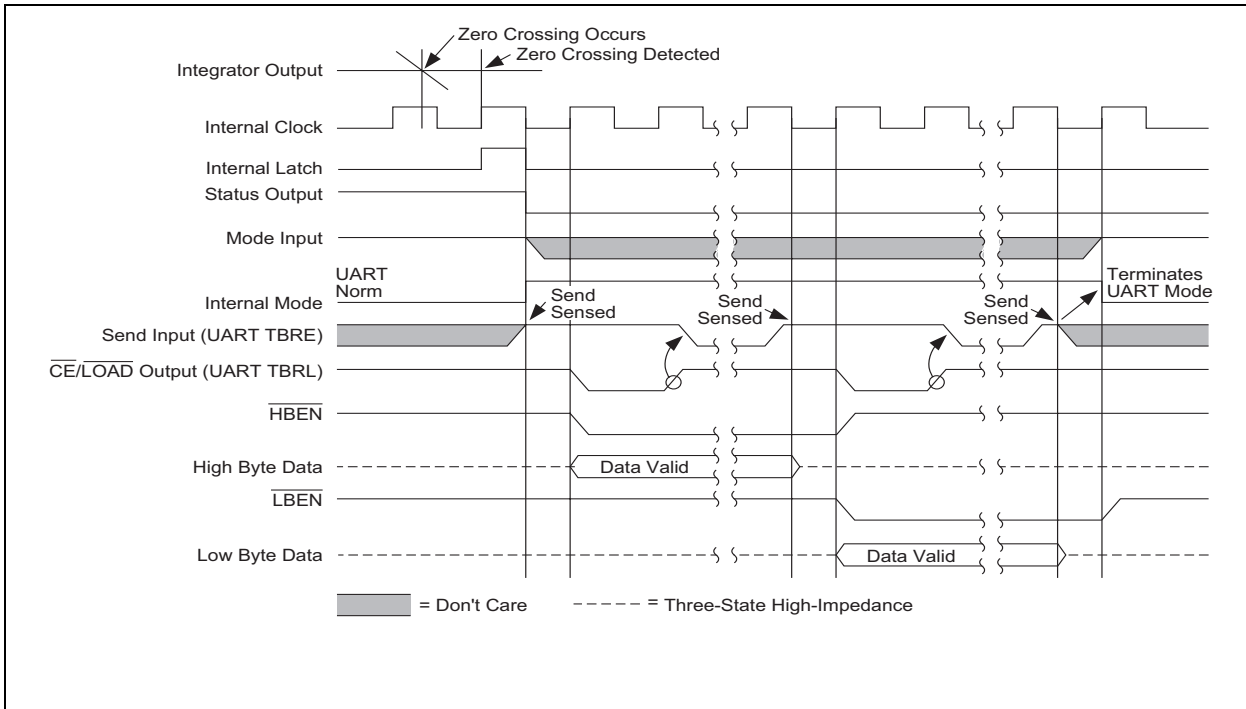 Zero Crossing Occurs
Zero Crossing Detected
Integrator Output
Internal Clock
Internal Latch
Status Output
Mode Input
UART
Norm
Terminates
UART Mode
Internal Mode
Send
Sensed
Send
Sensed
Send
Sensed
Send Input (UART TBRE)
CE/LOAD Output (UART TBRL)
HBEN
High Byte Data
Data Valid
LBEN
Low Byte Data
Data Valid
= Don't Care
= Three-State High-Impedance